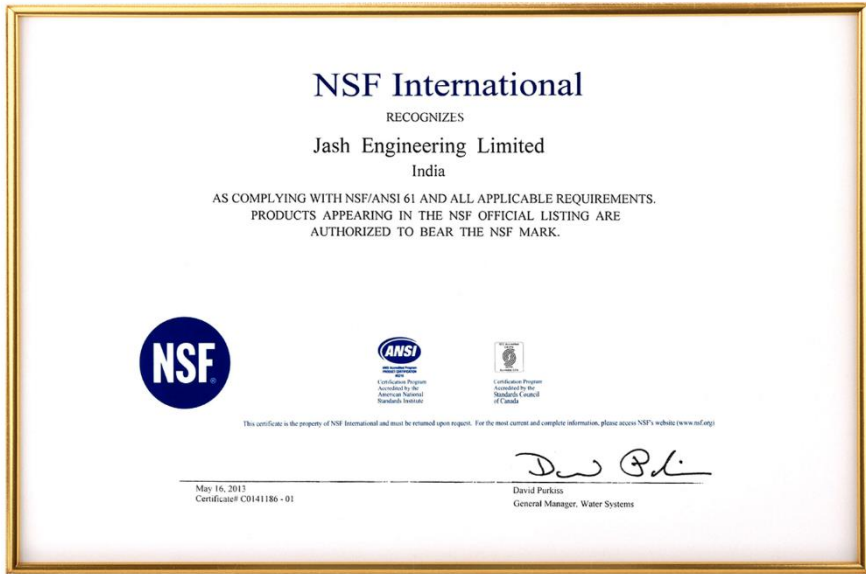 NSF International
RECOGNIZES
Jash Engineering Limited
India
AS COMPLYING WITH NSF/ANSI 61 AND ALL APPLICABLE REQUIREMENTS.
PRODUCTS APPEARING IN THE NSF OFFICIAL LISTING ARE
AUTHORIZED TO BEAR THE NSF MARK.
NSF®
ANSI
Certification Program
Accredited by the
American National
Standards Institute
Certification Program
Accredited by the
Standards Council
of Canada
This certificate is the property of NSF International and must be returned upon request. For the most current and complete information, please access NSF's website (www.nsf.org)
May 16, 2013
Certificate# C0141186 - 01
David Purkiss
General Manager, Water Systems